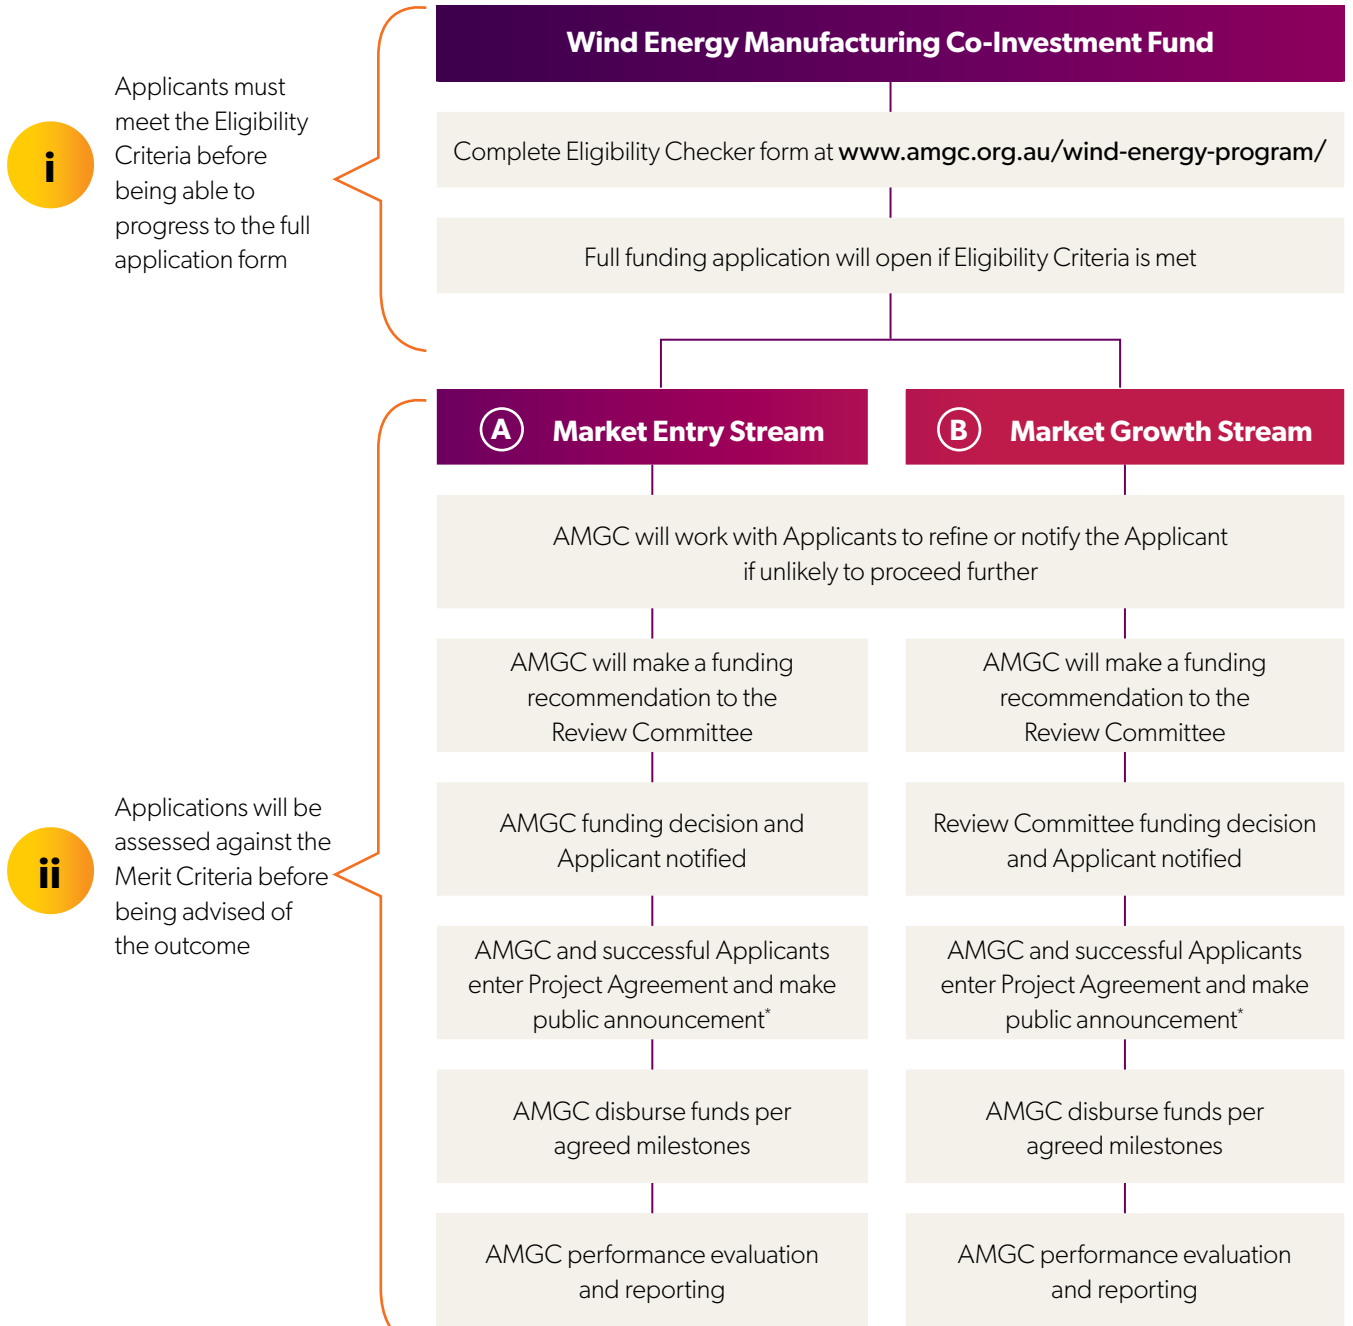 Wind Energy Manufacturing Co-Investment Fund
i
Applicants must
meet the Eligibility
Criteria before
being able to
progress to the full
application form
Complete Eligibility Checker form at www.amgc.org.au/wind-energy-program/
Full funding application will open if Eligibility Criteria is met
A Market Entry Stream
B Market Growth Stream
AMGC will work with Applicants to refine or notify the Applicant
if unlikely to proceed further
ii
Applications will be
assessed against the
Merit Criteria before
being advised of
the outcome
AMGC will make a funding
recommendation to the
Review Committee
AMGC funding decision and
Applicant notified
AMGC and successful Applicants
enter Project Agreement and make
public announcement*
AMGC disburse funds per
agreed milestones
AMGC performance evaluation
and reporting
AMGC will make a funding
recommendation to the
Review Committee
Review Committee funding decision
and Applicant notified
AMGC and successful Applicants
enter Project Agreement and make
public announcement*
AMGC disburse funds per
agreed milestones
AMGC performance evaluation
and reporting